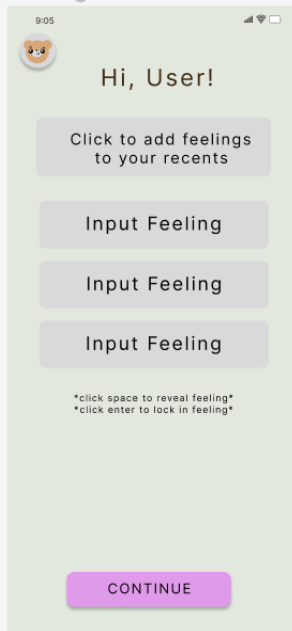 9:05
Hi, User!
Click to add feelings
to your recents
Input Feeling
Input Feeling
Input Feeling
*click space to reveal feeling*
*click enter to lock in feeling*
CONTINUE